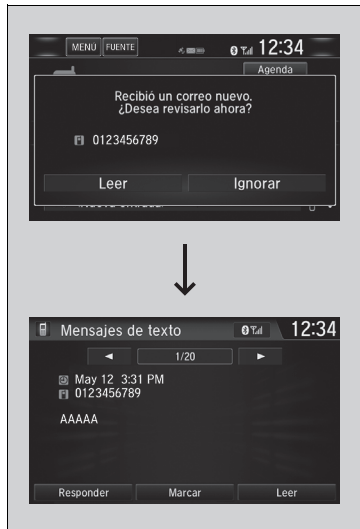 MENÚ FUENTE 12:34
Agenda
Recibió un correo nuevo.
¿Desea revisarlo ahora?
0123456789
Leer Ignorar
Mensajes de texto 12:34
◄ 1/20 ►
May 12 3:31 PM
0123456789
AAAAA
Responder Marcar Leer